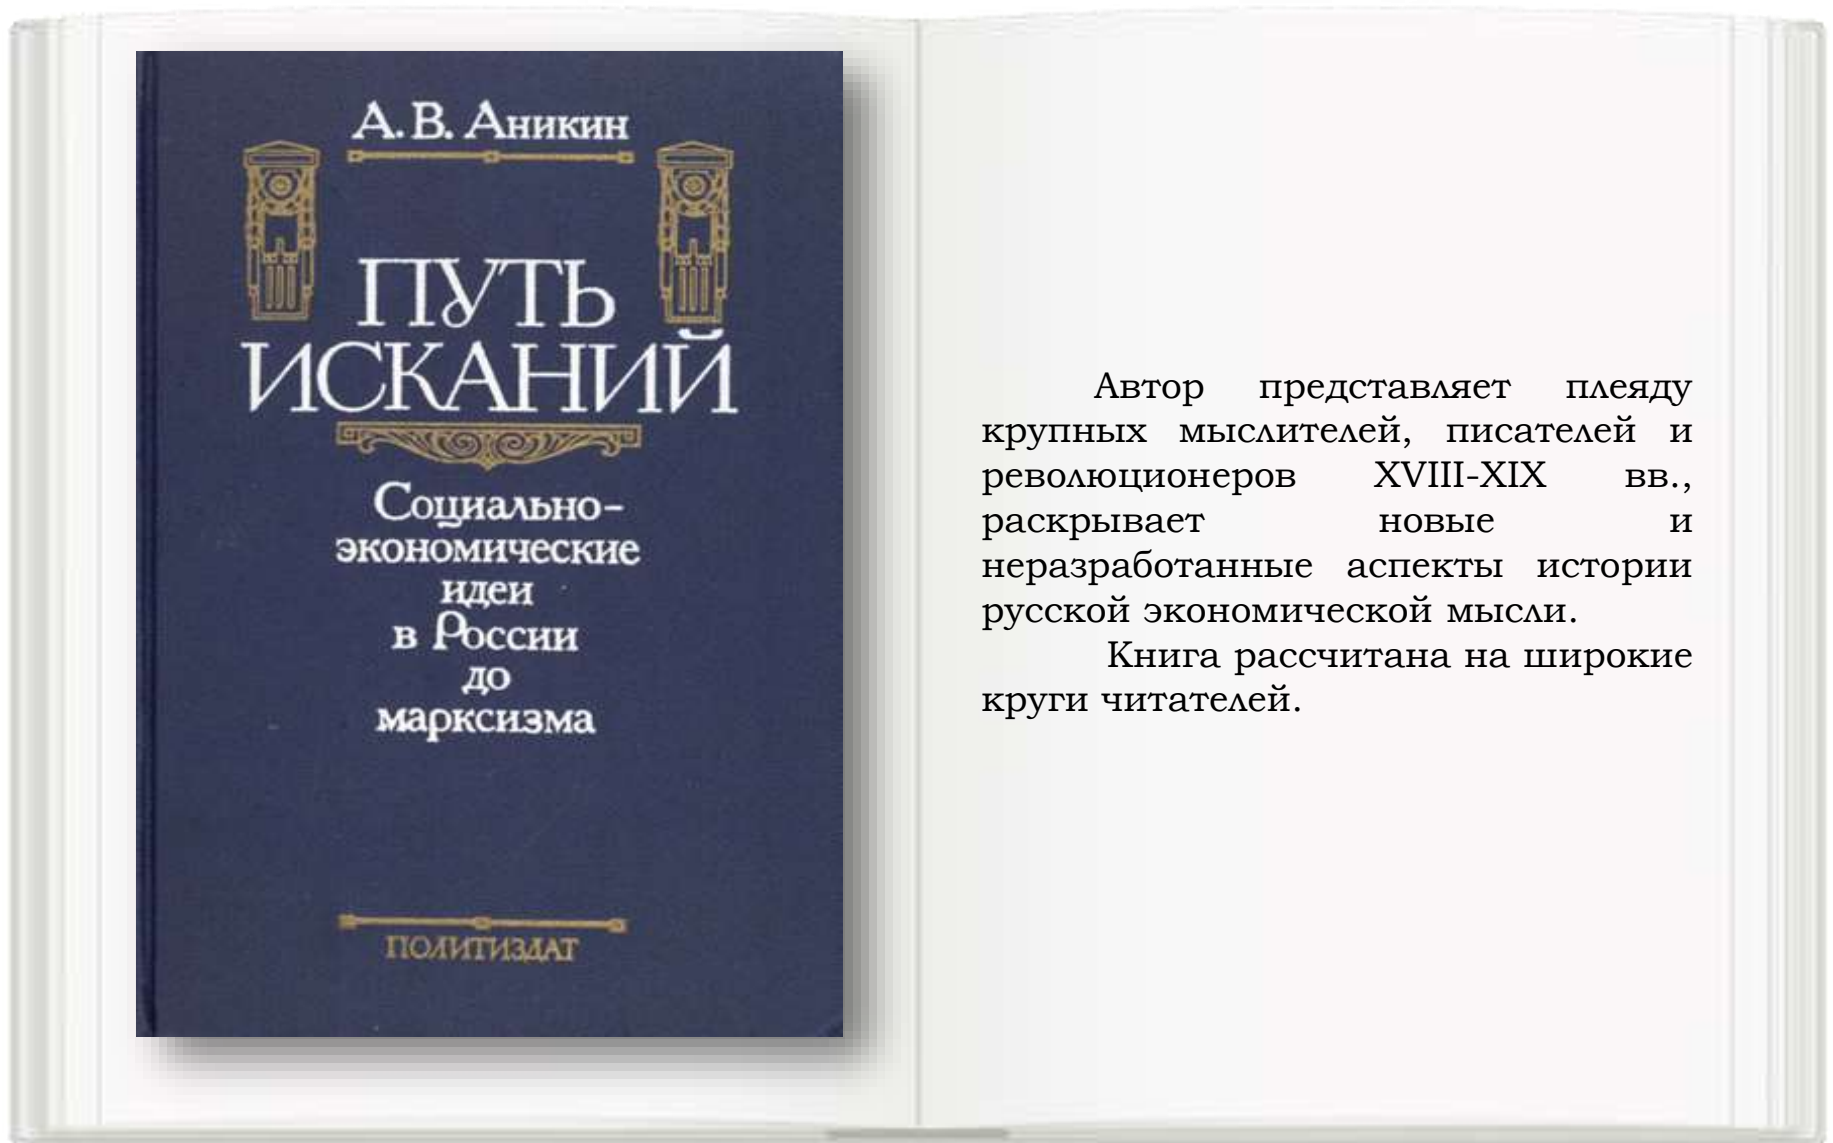 А. В. Аникин
ПУТЬ
ИСКАНИЙ
Социально-
экономические
идеи
в России
до
марксизма
ПОЛИТИЗДАТ
Автор представляет плеяду
крупных мыслителей, писателей и
революционеров XVIII-XIX вв.,
раскрывает новые и
неразработанные аспекты истории
русской экономической мысли.
Книга рассчитана на широкие
круги читателей.